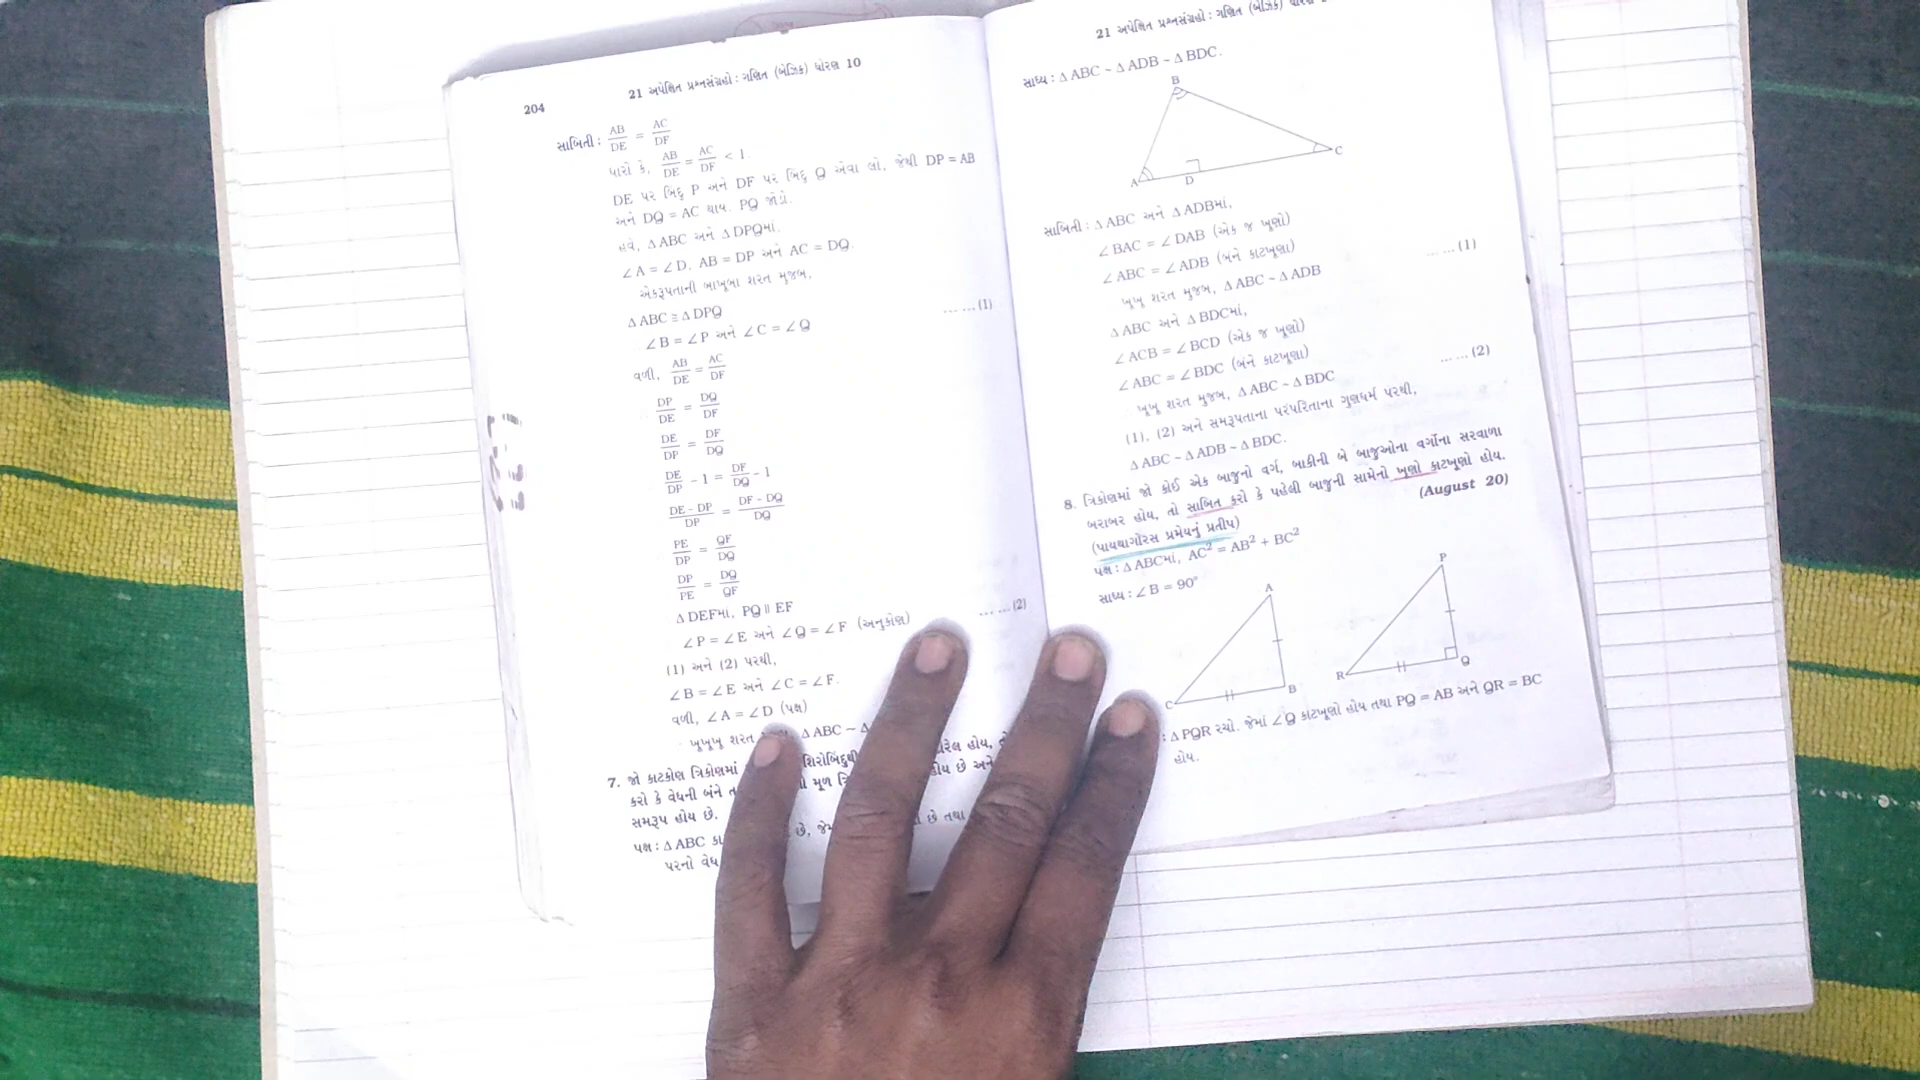 204
21 અપેક્ષિત પ્રશ્નસંગ્રહો : ગણિત (બેઝિક) ધોરણ 10
સાબિતી : AB/DE = AC/DF
ધારો કે, AB/DE = AC/DF < 1.
DE પર બિંદુ P અને DF પર બિંદુ Q એવા લો, જેથી DP = AB
અને DQ = AC થાય. PQ જોડો.
હવે, Δ ABC અને Δ DPQમાં,
∠A = ∠D, AB = DP અને AC = DQ.
એકરૂપતાની બાખૂબા શરત મુજબ,
Δ ABC ≅ Δ DPQ
∠B = ∠P અને ∠C = ∠Q ... ... (1)
વળી, AB/DE = AC/DF
DP/DE = DQ/DF
DE/DP = DF/DQ
DE/DP - 1 = DF/DQ - 1
DE - DP/DP = DF - DQ/DQ
PE/DP = QF/DQ
DP/PE = DQ/QF
Δ DEFમાં, PQ || EF
∠P = ∠E અને ∠Q = ∠F (અનુકોણ) ... ... (2)
(1) અને (2) પરથી,
∠B = ∠E અને ∠C = ∠F.
વળી, ∠A = ∠D (પક્ષ)
ખૂખૂખૂ શરત Δ ABC ~ Δ
7. જો કાટકોણ ત્રિકોણમાં શિરોબિંદુથી હોય,
કરો કે વેધની બંને મૂળ હોય છે અને
સમરૂપ હોય છે.
પક્ષ : Δ ABC છે, છે તથા
પરનો વેધ
21 અપેક્ષિત પ્રશ્નસંગ્રહો : ગણિત (બેઝિક) ધોરણ
સાધ્ય : Δ ABC ~ Δ ADB ~ Δ BDC.
B
A
D
C
સાબિતી : Δ ABC અને Δ ADBમાં,
∠BAC = ∠DAB (એક જ ખૂણો)
∠ABC = ∠ADB (બંને કાટખૂણા)
ખૂખૂ શરત મુજબ, Δ ABC ~ Δ ADB ... ... (1)
Δ ABC અને Δ BDCમાં,
∠ACB = ∠BCD (એક જ ખૂણો)
∠ABC = ∠BDC (બંને કાટખૂણા)
ખૂખૂ શરત મુજબ, Δ ABC ~ Δ BDC ... ... (2)
(1), (2) અને સમરૂપતાના પરંપરિતાના ગુણધર્મ પરથી,
Δ ABC ~ Δ ADB ~ Δ BDC.
8. ત્રિકોણમાં જો કોઈ એક બાજુનો વર્ગ, બાકીની બે બાજુઓના વર્ગોના સરવાળા
બરાબર હોય, તો સાબિત કરો કે પહેલી બાજુની સામેનો ખૂણો કાટખૂણો હોય.
(પાયથાગોરસ પ્રમેયનું પ્રતીપ) (August 20)
પક્ષ : Δ ABCમાં, AC² = AB² + BC²
સાધ્ય : ∠B = 90°
A
C
B
P
R
Q
: Δ PQR રચો. જેમાં ∠Q કાટખૂણો હોય તથા PQ = AB અને QR = BC
હોય.